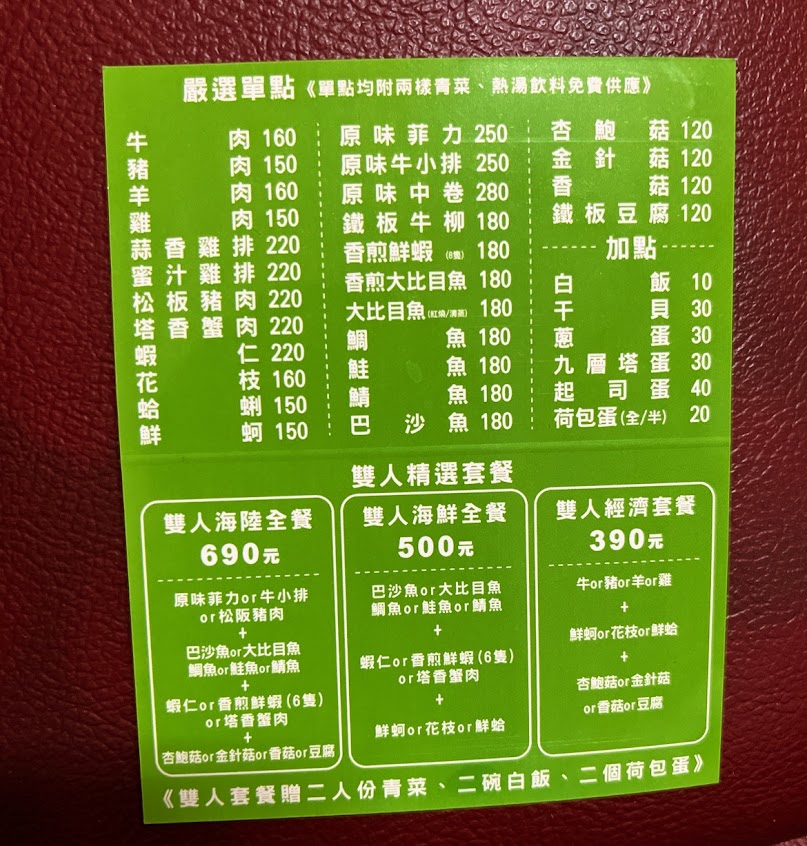 嚴選單點《單點均附兩樣青菜、熱湯飲料免費供應》
牛肉 160
豬肉 150
羊肉 160
雞肉 150
蒜香雞排 220
蜜汁雞排 220
松板豬肉 220
塔香蟹肉 220
蝦仁 220
花枝 160
蛤蜊 150
鮮蚵 150
原味菲力 250
原味牛小排 250
原味中卷 280
鐵板牛柳 180
香煎鮮蝦(8隻) 180
香煎大比目魚 180
大比目魚(紅燒/清蒸) 180
鯛魚 180
鮭魚 180
鯖魚 180
巴沙魚 180
杏鮑菇 120
金針菇 120
香菇 120
鐵板豆腐 120
加點
白飯 10
干貝 30
蔥蛋 30
九層塔蛋 30
起司蛋 40
荷包蛋(全/半) 20
雙人精選套餐
雙人海陸全餐
690元
原味菲力or牛小排
or松阪豬肉
+
巴沙魚or大比目魚
鯛魚or鮭魚or鯖魚
+
蝦仁or香煎鮮蝦(6隻)
or塔香蟹肉
+
杏鮑菇or金針菇or香菇or豆腐
雙人海鮮全餐
500元
巴沙魚or大比目魚
鯛魚or鮭魚or鯖魚
+
蝦仁or香煎鮮蝦(6隻)
or塔香蟹肉
+
鮮蚵or花枝or鮮蛤
雙人經濟套餐
390元
牛or豬or羊or雞
+
鮮蚵or花枝or鮮蛤
+
杏鮑菇or金針菇
or香菇or豆腐
《雙人套餐贈二人份青菜、二碗白飯、二個荷包蛋》